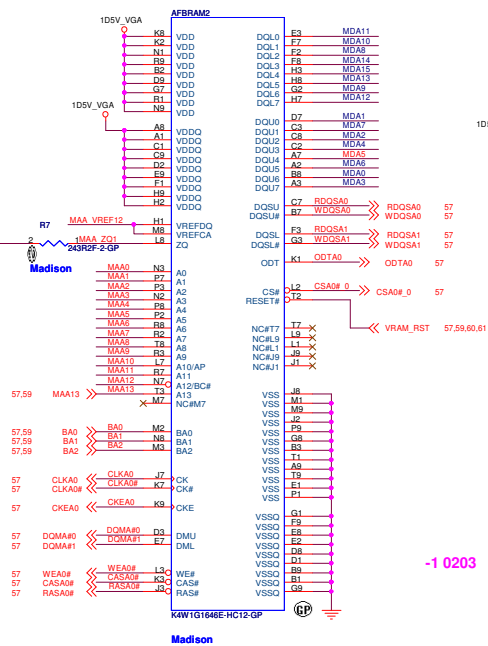 AFBRAM2
1D5V_VGA
K8 VDD DQL0 E3 MDA11
K2 VDD DQL1 F7 MDA10
N1 VDD DQL2 F2 MDA8
R9 VDD DQL3 F8 MDA14
B2 VDD DQL4 H3 MDA15
D9 VDD DQL5 H8 MDA13
G7 VDD DQL6 G2 MDA9
R1 VDD DQL7 H7 MDA12
N9 VDD
1D5V_VGA
1D5
A8 VDDQ DQU0 D7 MDA1
A1 VDDQ DQU1 C3 MDA7
C1 VDDQ DQU2 C8 MDA2
C9 VDDQ DQU3 C2 MDA4
D2 VDDQ DQU4 A7 MDA5
E9 VDDQ DQU5 A2 MDA6
F1 VDDQ DQU6 B8 MDA0
H9 VDDQ DQU7 A3 MDA3
H2 VDDQ
DQSU C7 RDQSA0 RDQSA0 57
DQSU# B7 WDQSA0 WDQSA0 57
R7 MAA_VREF12 H1 VREFDQ
M8 VREFCA DQSL F3 RDQSA1 RDQSA1 57
2 1 MAA_ZQ1 L8 ZQ DQSL# G3 WDQSA1 WDQSA1 57
243R2F-2-GP
Madison
ODT K1 ODTA0 ODTA0 57
MAA0 N3 A0
MAA1 P7 A1
MAA2 P3 A2
MAA3 N2 A3
MAA4 P8 A4
MAA5 P2 A5
MAA6 R8 A6
MAA7 R2 A7
MAA8 T8 A8
MAA9 R3 A9
MAA10 L7 A10/AP
MAA11 R7 A11
MAA12 N7 A12/BC#
57,59 MAA13 MAA13 T3 A13
M7 NC#M7
CS# L2 CSA0#_0 CSA0#_0 57
RESET# T2
VRAM_RST 57,59,60,61
NC#T7 T7
NC#L9 L9
NC#L1 L1
NC#J9 J9
NC#J1 J1
57,59 BA0 BA0 M2 BA0
57,59 BA1 BA1 N8 BA1
57,59 BA2 BA2 M3 BA2
57 CLKA0 CLKA0 J7 CK
57 CLKA0# CLKA0# K7 CK#
57 CKEA0 CKEA0 K9 CKE
57 DQMA#0 DQMA#0 D3 DMU
57 DQMA#1 DQMA#1 E7 DML
57 WEA0# WEA0# L3 WE#
57 CASA0# CASA0# K3 CAS#
57 RASA0# RASA0# J3 RAS#
VSS J8
VSS M1
VSS M9
VSS J2
VSS P9
VSS G8
VSS B3
VSS T1
VSS A9
VSS T9
VSS E1
VSS P1
VSSQ G1
VSSQ F9
VSSQ E8
VSSQ E2
VSSQ D8
VSSQ D1
VSSQ B9
VSSQ B1
VSSQ G9
-1 0203
K4W1G1646E-HC12-GP
GP
Madison